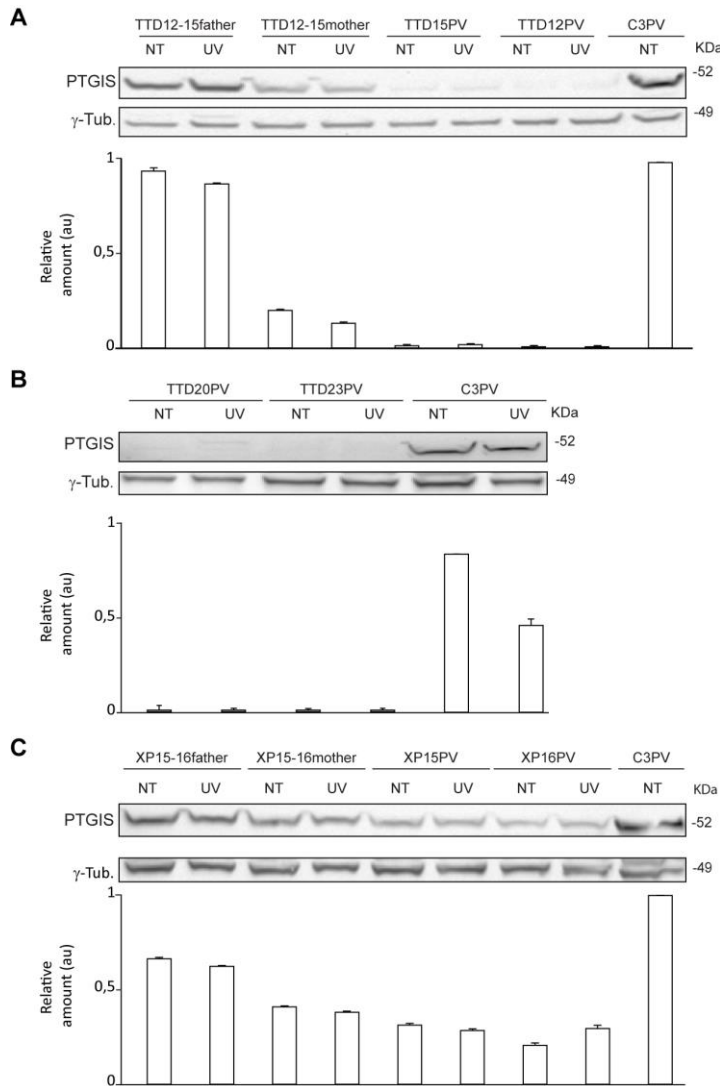 A
TTD12-15father TTD12-15mother TTD15PV TTD12PV C3PV
NT UV NT UV NT UV NT UV NT KDa
PTGIS -52
γ-Tub. -49
1
0,5
0
Relative
amount (au)
B
TTD20PV TTD23PV C3PV
NT UV NT UV NT UV KDa
PTGIS -52
γ-Tub. -49
1
0,5
0
Relative
amount (au)
C
XP15-16father XP15-16mother XP15PV XP16PV C3PV
NT UV NT UV NT UV NT UV NT KDa
PTGIS -52
γ-Tub. -49
1
0,5
0
Relative
amount (au)